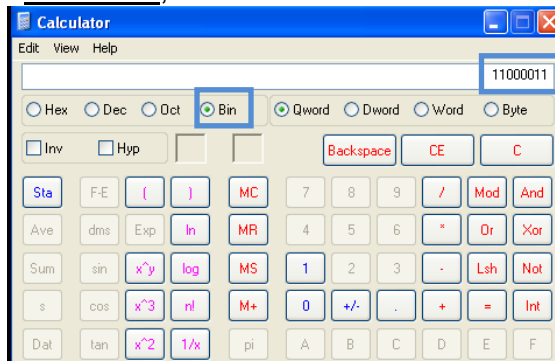 Calculator
Edit View Help
11000011
Hex Dec Oct Bin Qword Dword Word Byte
Inv Hyp Backspace CE C
Sta F-E ( ) MC 7 8 9 / Mod And
Ave dms Exp ln MR 4 5 6 * Or Xor
Sum sin x^y log MS 1 2 3 - Lsh Not
s cos x^3 n! M+ 0 +/- . + = Int
Dat tan x^2 1/x pi A B C D E F